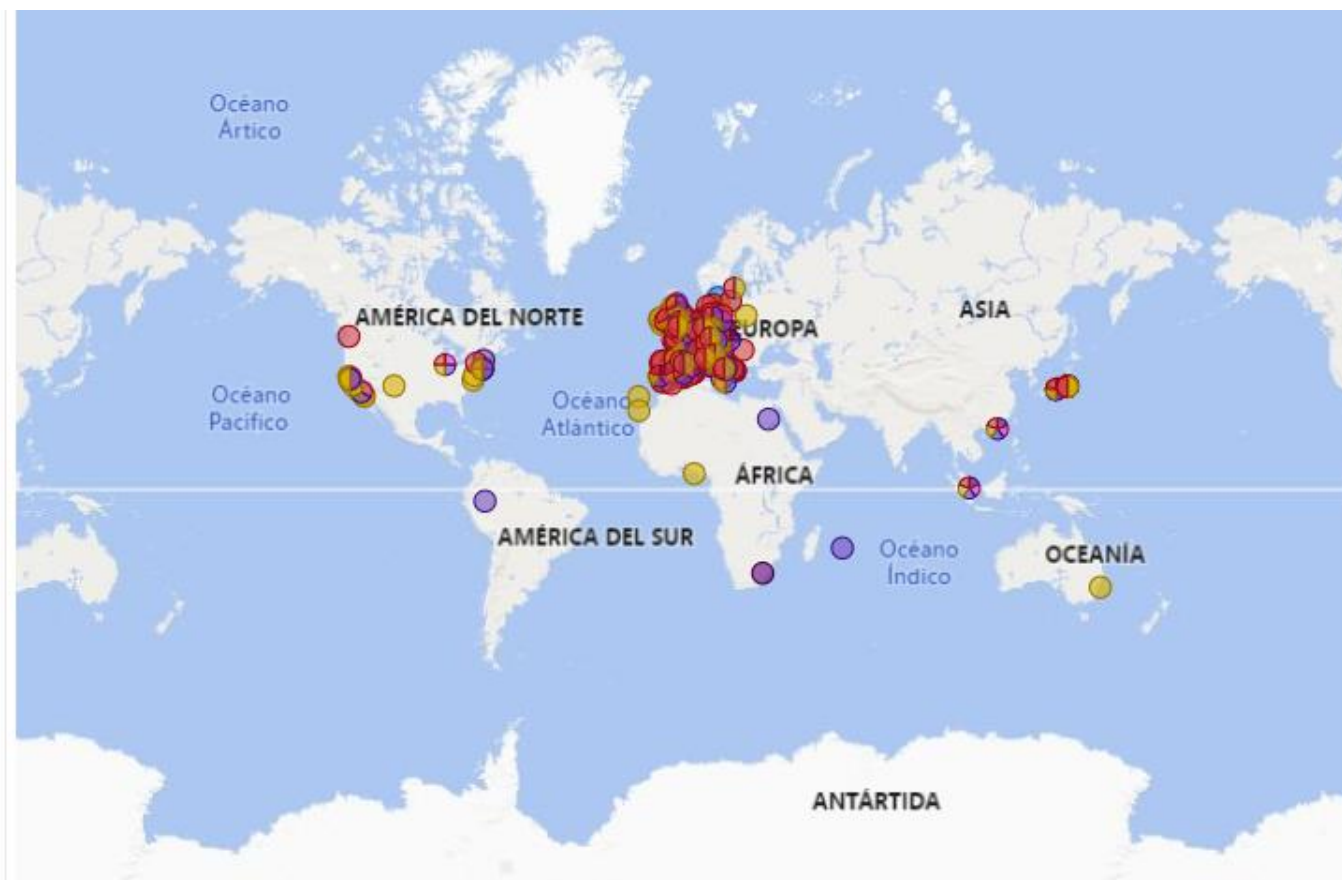 Océano
Ártico
AMÉRICA DEL NORTE
EUROPA
ASIA
Océano
Pacífico
Océano
Atlántico
ÁFRICA
AMÉRICA DEL SUR
Océano
Índico
OCEANÍA
ANTÁRTIDA